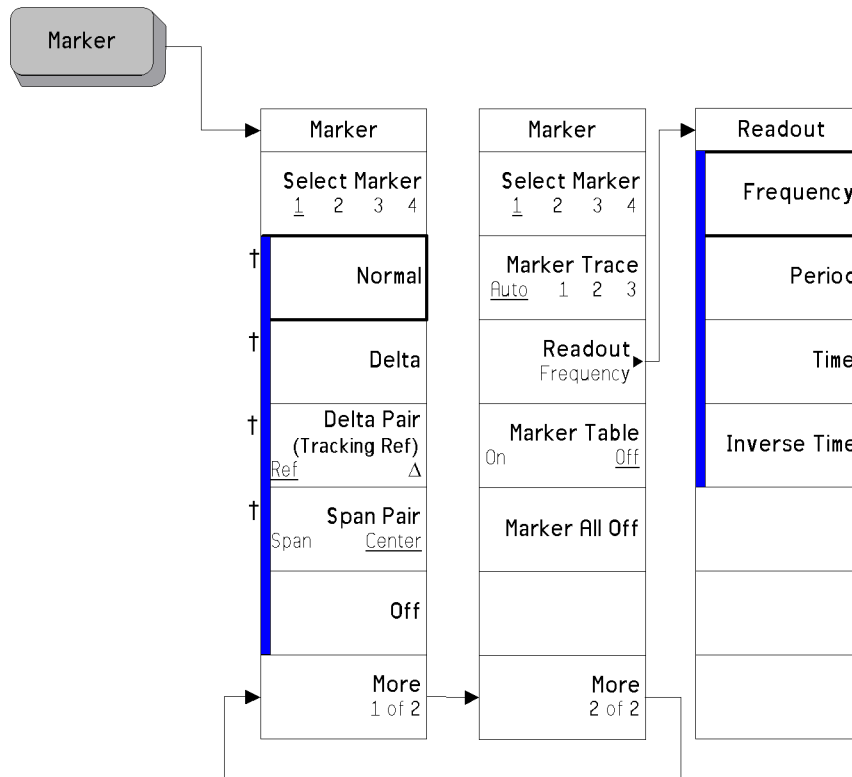 Marker
Marker
Select Marker
1 2 3 4
†
Normal
†
Delta
†
Delta Pair
(Tracking Ref)
Ref Δ
†
Span Pair
Span Center
Off
More
1 of 2
Marker
Select Marker
1 2 3 4
Marker Trace
Auto 1 2 3
Readout
Frequency
Marker Table
On Off
Marker All Off
More
2 of 2
Readout
Frequency
Period
Time
Inverse Time